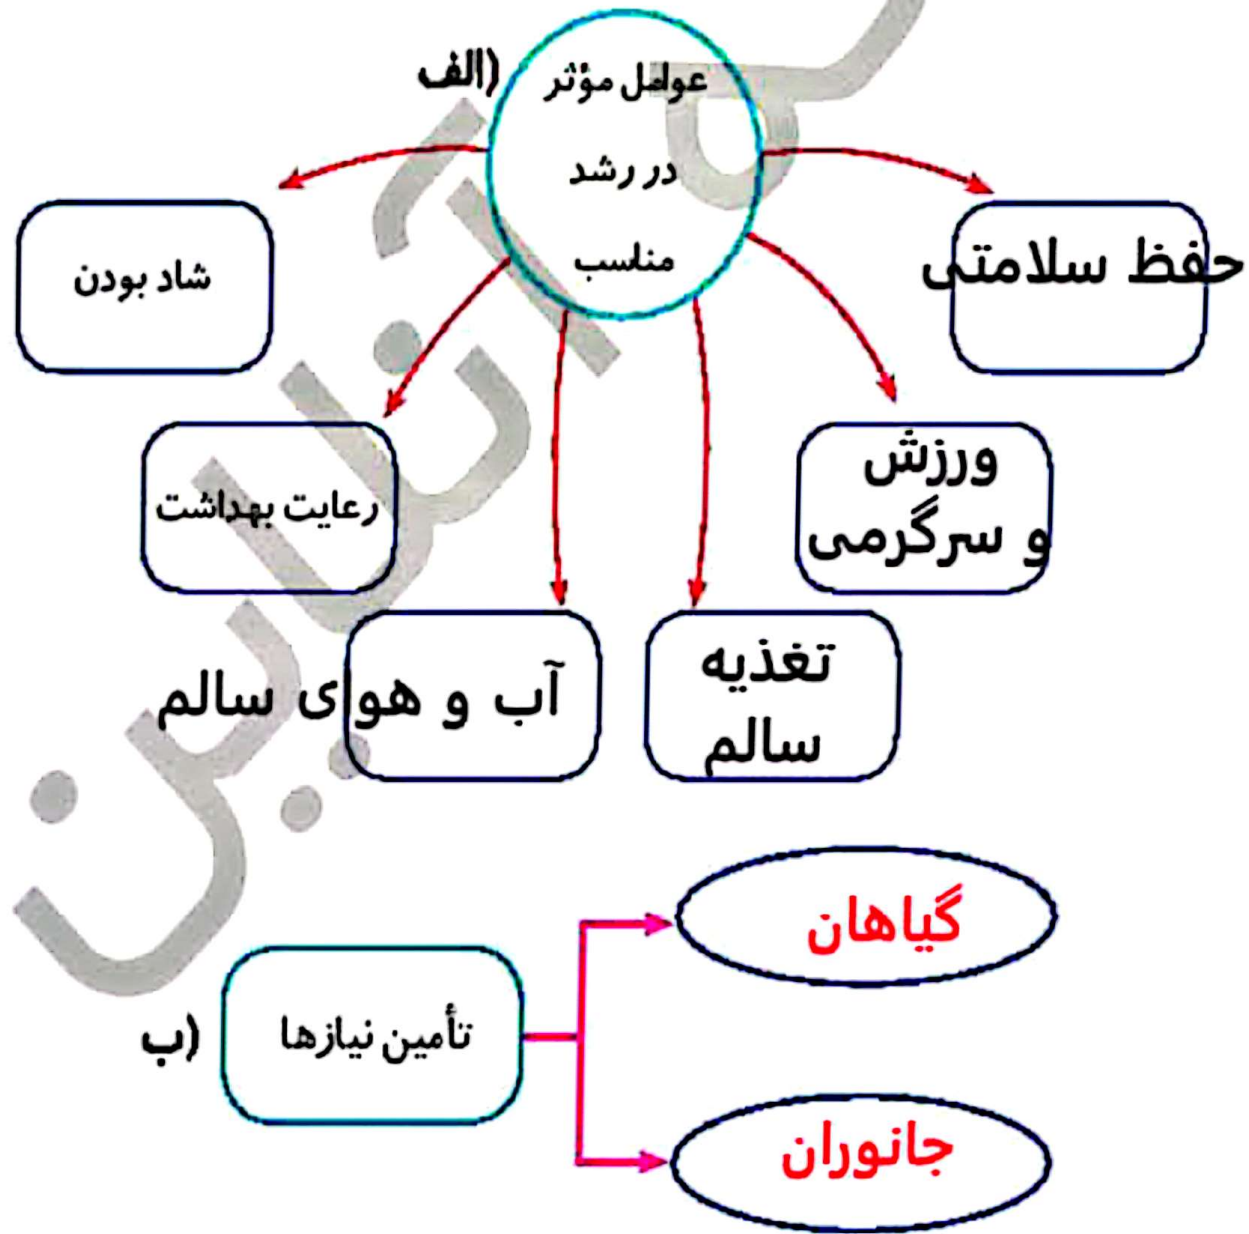 الف)
عوامل مؤثر
در رشد
مناسب
حفظ سلامتی
شاد بودن
ورزش
و سرگرمی
رعایت بهداشت
تغذیه
سالم
آب و هوای سالم
گیاهان
ب)
تأمین نیازها
جانوران